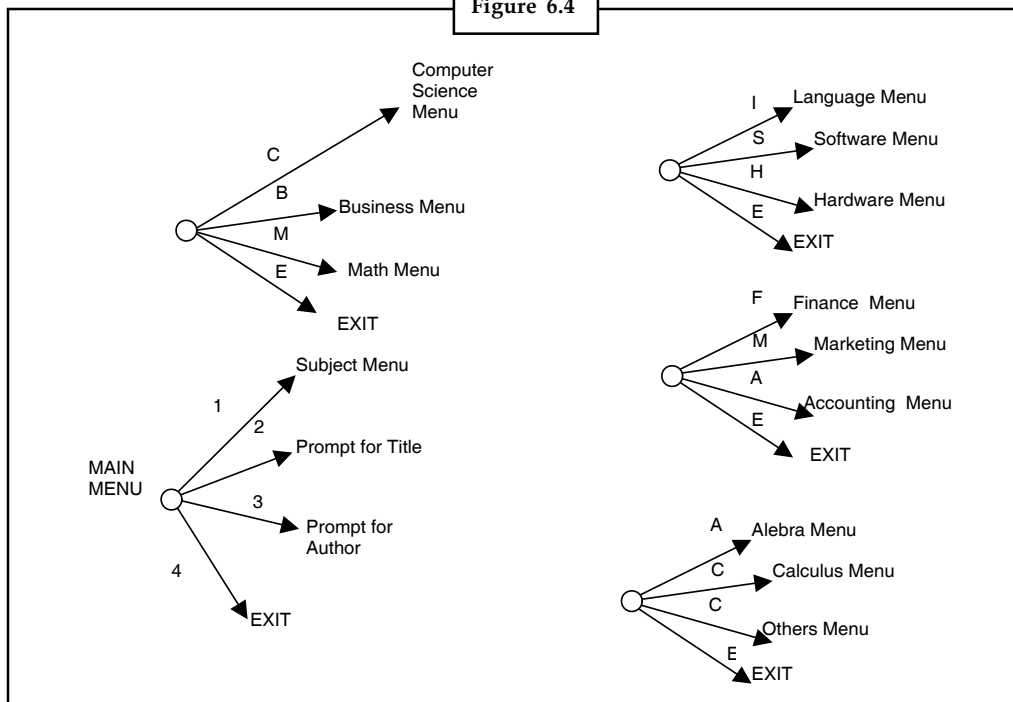 Figure 6.4
Computer
Science
Menu
C
B
Business Menu
M
Math Menu
E
EXIT
Subject Menu
1
2
Prompt for Title
MAIN
MENU
3
Prompt for
Author
4
EXIT
I
Language Menu
S
Software Menu
H
Hardware Menu
E
EXIT
F
Finance Menu
M
Marketing Menu
A
Accounting Menu
E
EXIT
A
Alebra Menu
C
Calculus Menu
C
Others Menu
E
EXIT